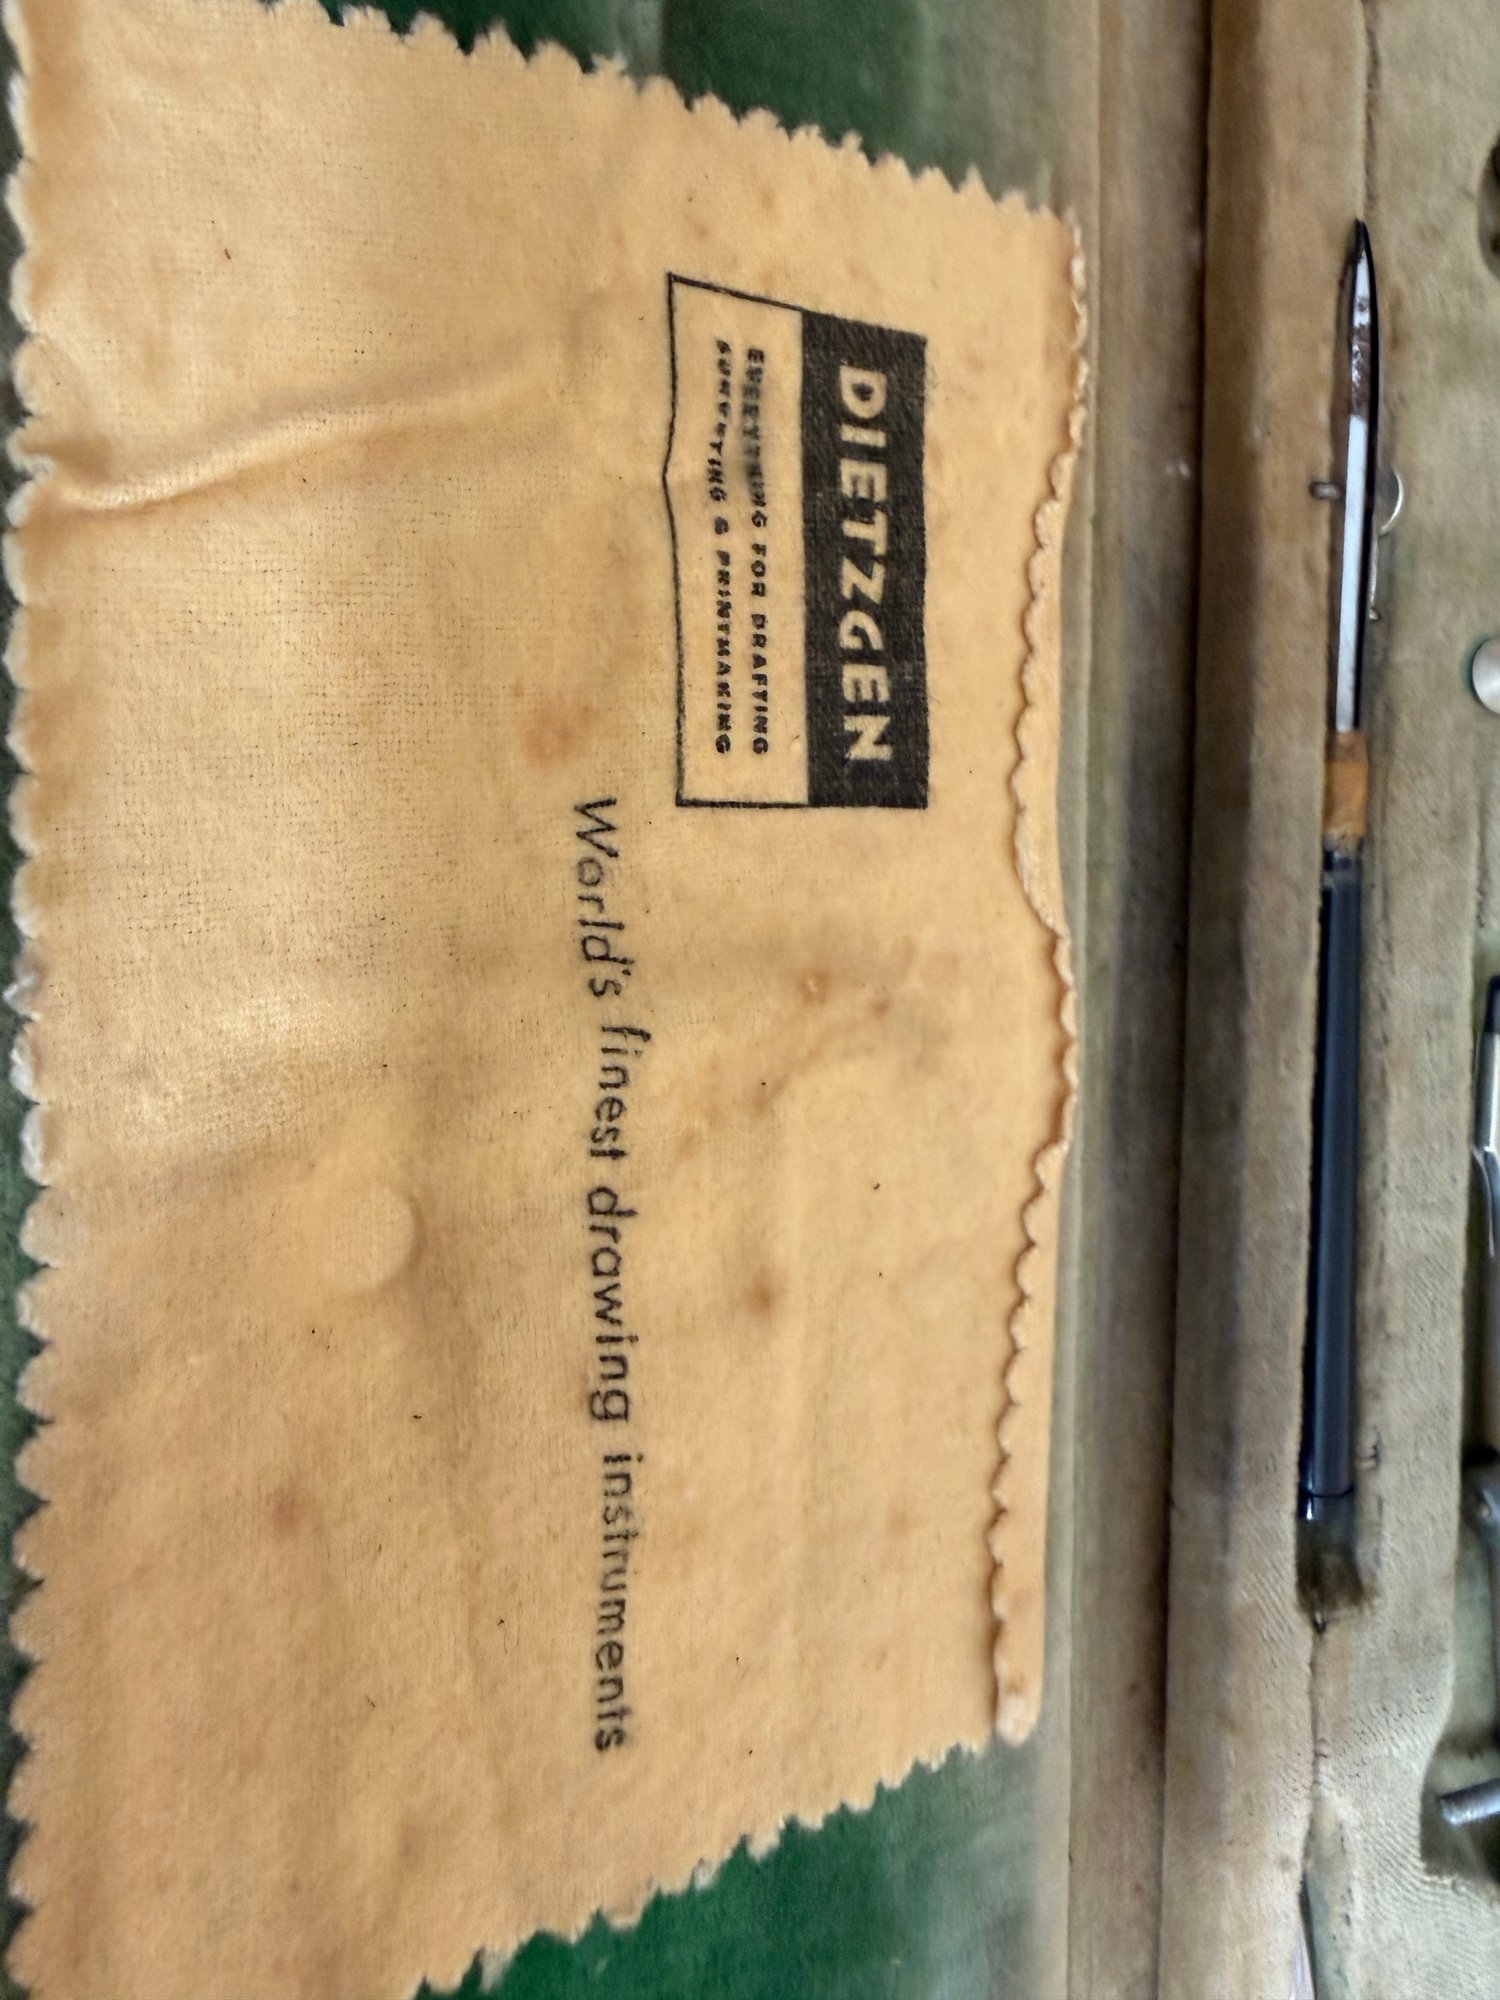 DIETZGEN
EVERYTHING FOR DRAFTING
SURVEYING & PRINTMAKING
World's finest drawing instruments